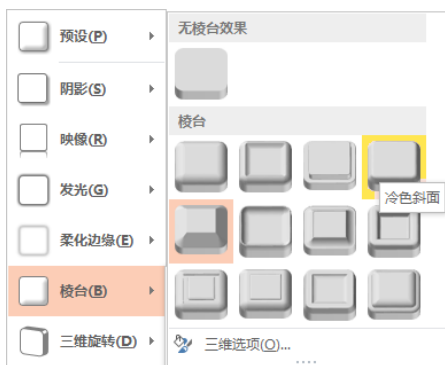 预设(P)
阴影(S)
映像(R)
发光(G)
柔化边缘(E)
棱台(B)
三维旋转(D)
无棱台效果
棱台
冷色斜面
三维选项(O)...